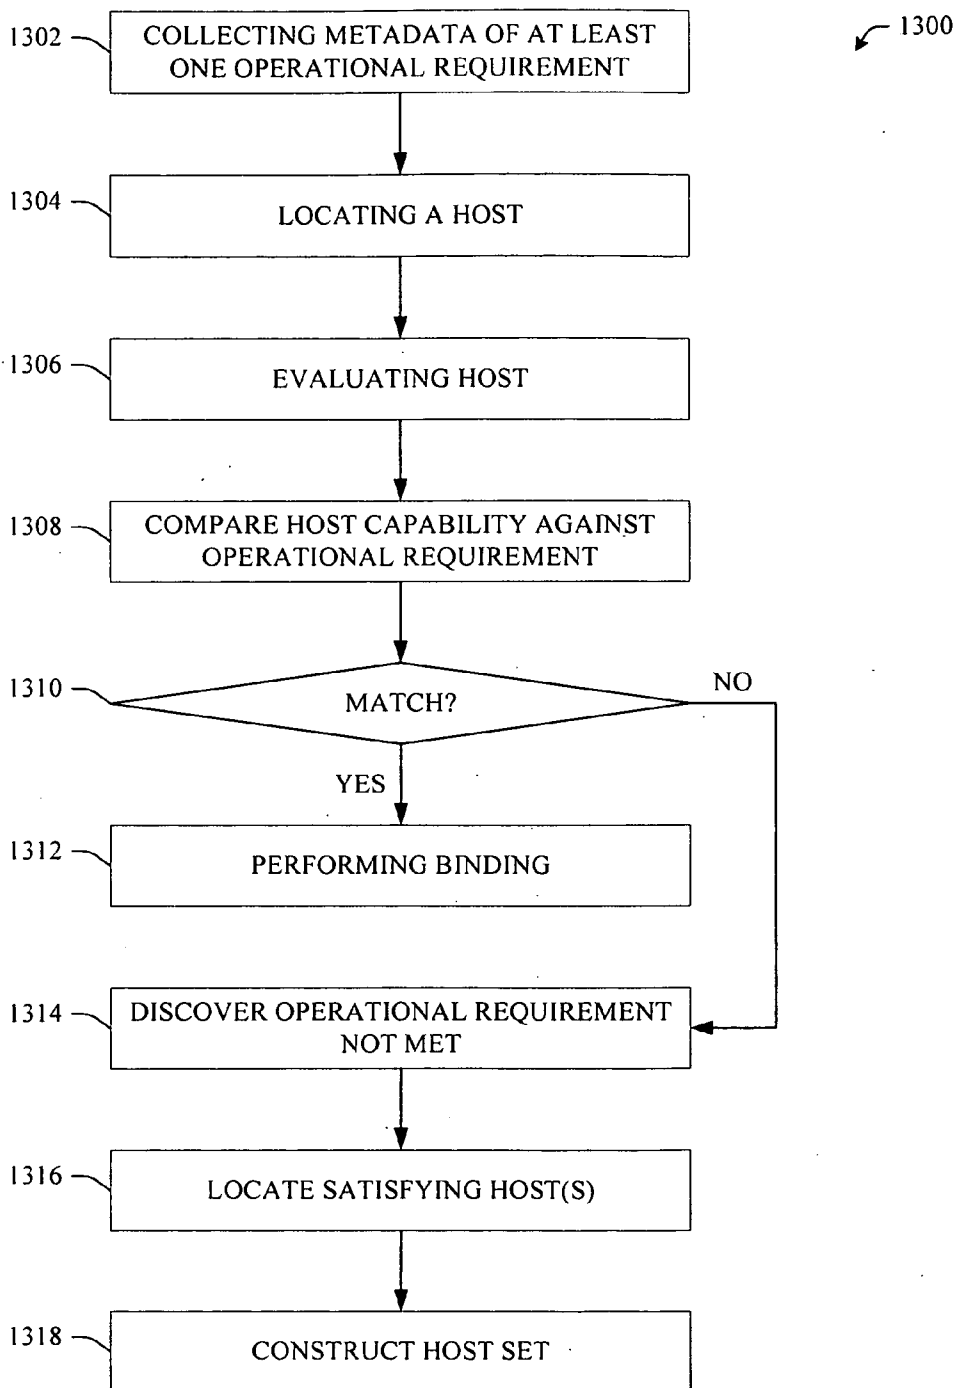 1300
1302
COLLECTING METADATA OF AT LEAST
ONE OPERATIONAL REQUIREMENT
1304
LOCATING A HOST
1306
EVALUATING HOST
1308
COMPARE HOST CAPABILITY AGAINST
OPERATIONAL REQUIREMENT
1310
MATCH?
NO
YES
1312
PERFORMING BINDING
1314
DISCOVER OPERATIONAL REQUIREMENT
NOT MET
1316
LOCATE SATISFYING HOST(S)
1318
CONSTRUCT HOST SET